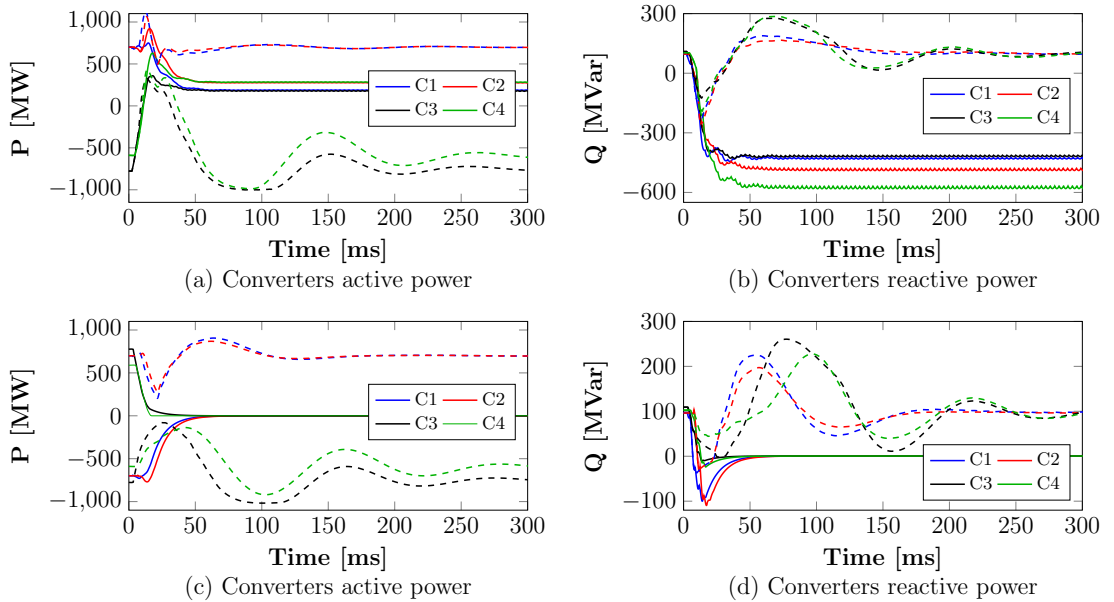 1,000
500
0
−500
−1,000
P [MW]
C1 C2
C3 C4
0 50 100 150 200 250 300
Time [ms]
(a) Converters active power
300
0
−300
−600
Q [MVar]
C1 C2
C3 C4
0 50 100 150 200 250 300
Time [ms]
(b) Converters reactive power
1,000
500
0
−500
−1,000
P [MW]
C1 C2
C3 C4
0 50 100 150 200 250 300
Time [ms]
(c) Converters active power
300
200
100
0
−100
Q [MVar]
C1 C2
C3 C4
0 50 100 150 200 250 300
Time [ms]
(d) Converters reactive power